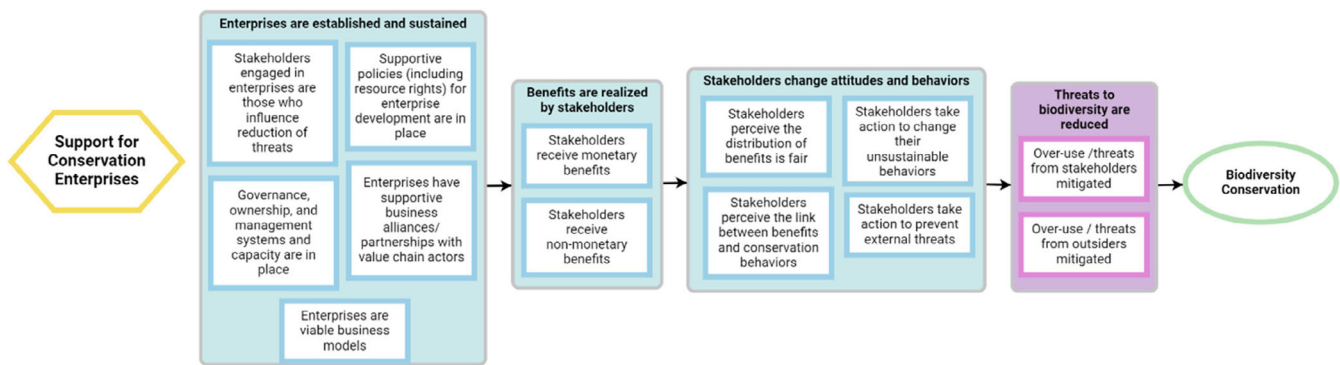 Support for
Conservation
Enterprises
Enterprises are established and sustained
Stakeholders
engaged in
enterprises are
those who
influence
reduction of
threats
Supportive
policies (including
resource rights) for
enterprise
development are in
place
Governance,
ownership, and
management
systems and
capacity are in
place
Enterprises have
supportive
business
alliances/
partnerships with
value chain actors
Enterprises are
viable business
models
Benefits are realized
by stakeholders
Stakeholders
receive monetary
benefits
Stakeholders
receive
non-monetary
benefits
Stakeholders change attitudes and behaviors
Stakeholders
perceive the
distribution of
benefits is fair
Stakeholders take
action to change
their
unsustainable
behaviors
Stakeholders
perceive the link
between benefits
and conservation
behaviors
Stakeholders take
action to prevent
external threats
Threats to
biodiversity are
reduced
Over-use /threats
from stakeholders
mitigated
Over-use / threats
from outsiders
mitigated
Biodiversity
Conservation